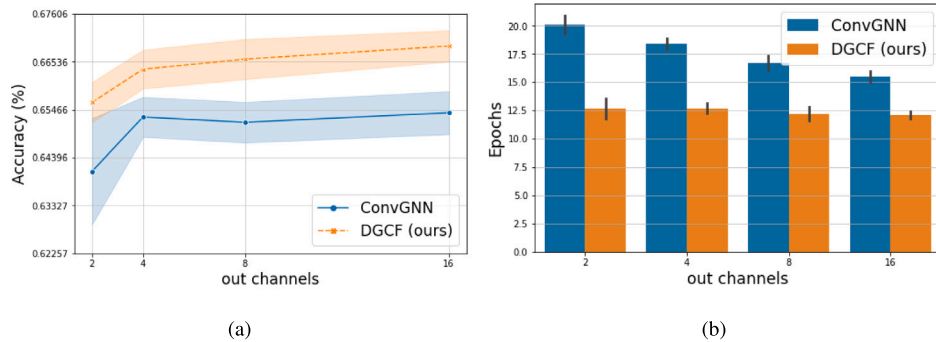 0.67606
0.66536
0.65466
0.64396
0.63327
0.62257
Accuracy (%)
2 4 8 16
out channels
ConvGNN
DGCF (ours)
(a)
20.0
17.5
15.0
12.5
10.0
7.5
5.0
2.5
0.0
Epochs
2 4 8 16
out channels
ConvGNN
DGCF (ours)
(b)